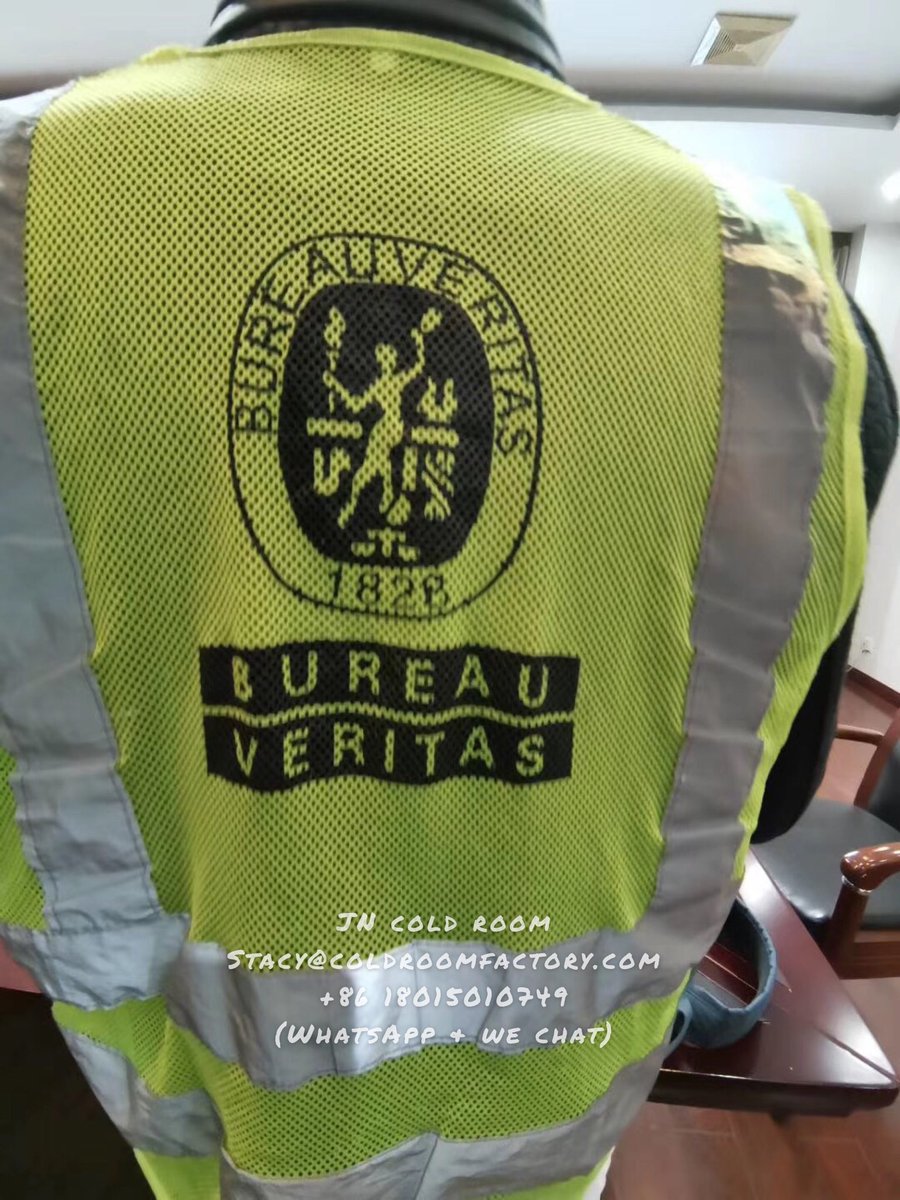 BUREAU VERITAS
1828
BUREAU
VERITAS
JN COLD ROOM
STACY@COLDROOMFACTORY.COM
+86 18015010749
(WHATSAPP & WE CHAT)